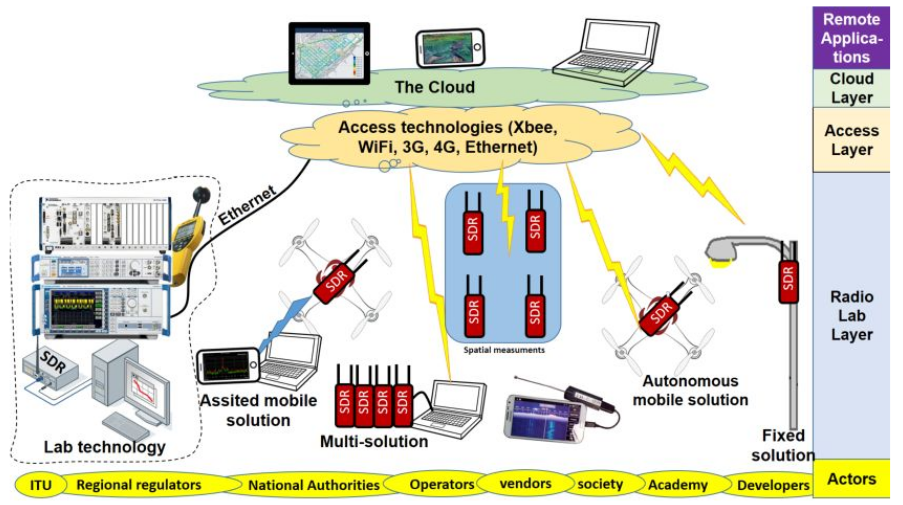 Remote
Applica-
tions
The Cloud
Cloud
Layer
Access technologies (Xbee,
WiFi, 3G, 4G, Ethernet)
Access
Layer
Ethernet
SDR
SDR
SDR
SDR
SDR
SDR
SDR
SDR
Radio
Lab
Layer
Spatial measuments
SDR
Assited mobile
solution
SDR
SDR
SDR
SDR
Multi-solution
Autonomous
mobile solution
Lab technology
Fixed
solution
ITU
Regional regulators
National Authorities
Operators
vendors
society
Academy
Developers
Actors